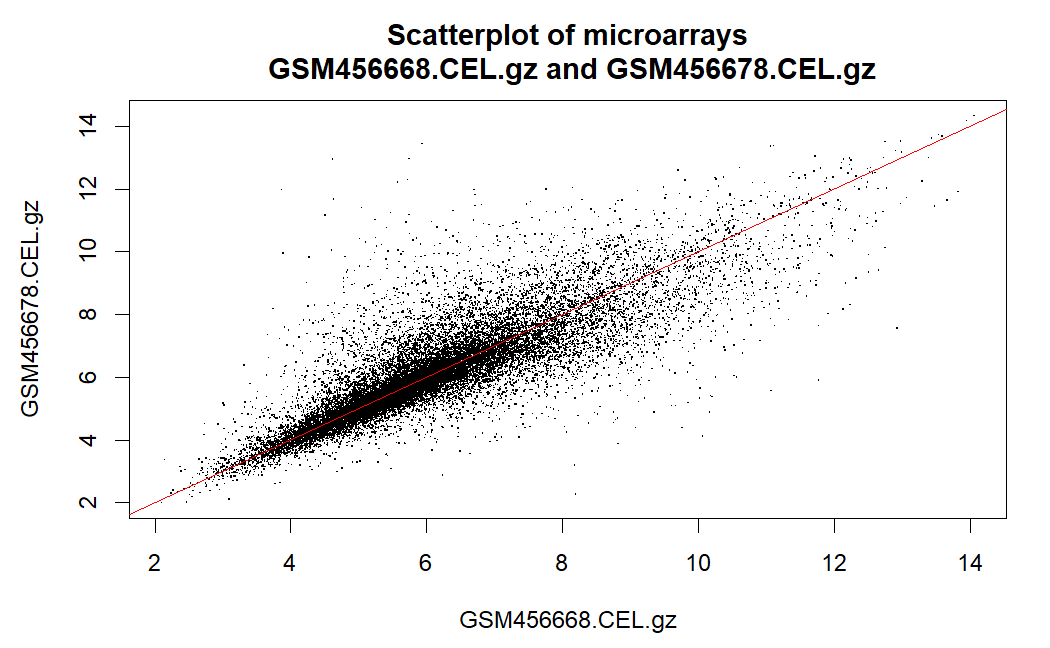 Scatterplot of microarrays
GSM456668.CEL.gz and GSM456678.CEL.gz
GSM456678.CEL.gz
14
12
10
8
6
4
2
2 4 6 8 10 12 14
GSM456668.CEL.gz